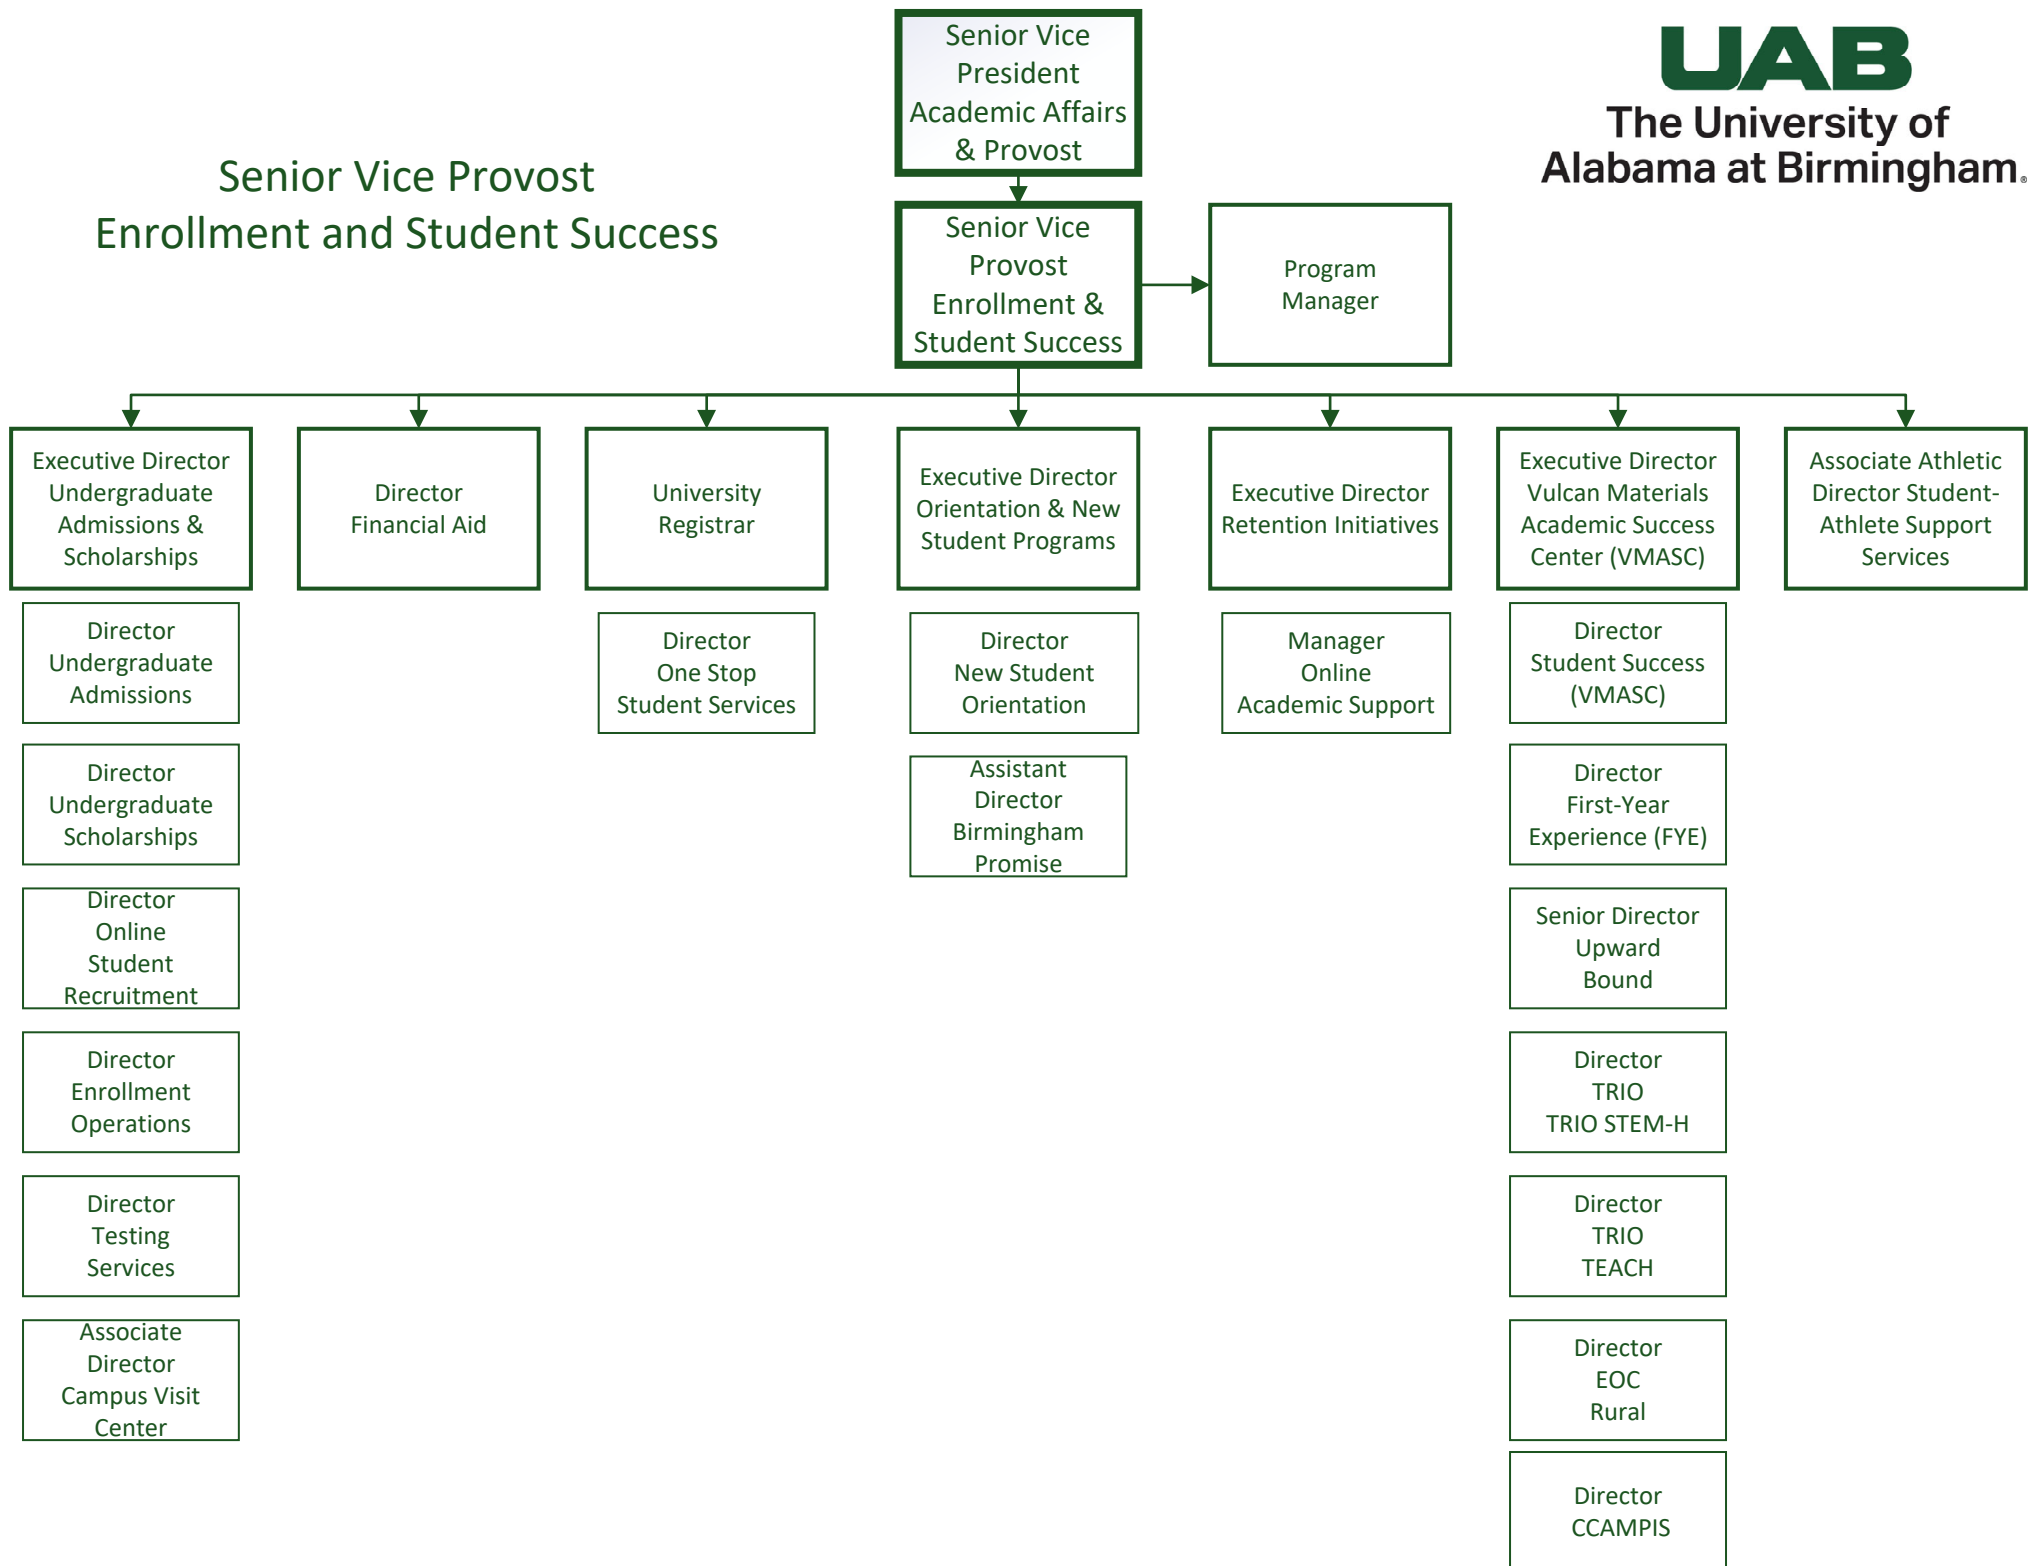 Senior Vice
President
Academic Affairs
& Provost
UAB
The University of
Alabama at Birmingham®
Senior Vice Provost
Enrollment and Student Success
Senior Vice
Provost
Enrollment &
Student Success
Program
Manager
Executive Director
Undergraduate
Admissions &
Scholarships
Director
Financial Aid
University
Registrar
Executive Director
Orientation & New
Student Programs
Executive Director
Retention Initiatives
Executive Director
Vulcan Materials
Academic Success
Center (VMASC)
Associate Athletic
Director Student-
Athlete Support
Services
Director
Undergraduate
Admissions
Director
Undergraduate
Scholarships
Director
Online
Student
Recruitment
Director
Enrollment
Operations
Director
Testing
Services
Associate
Director
Campus Visit
Center
Director
One Stop
Student Services
Director
New Student
Orientation
Assistant
Director
Birmingham
Promise
Manager
Online
Academic Support
Director
Student Success
(VMASC)
Director
First-Year
Experience (FYE)
Senior Director
Upward
Bound
Director
TRIO
TRIO STEM-H
Director
TRIO
TEACH
Director
EOC
Rural
Director
CCAMPIS